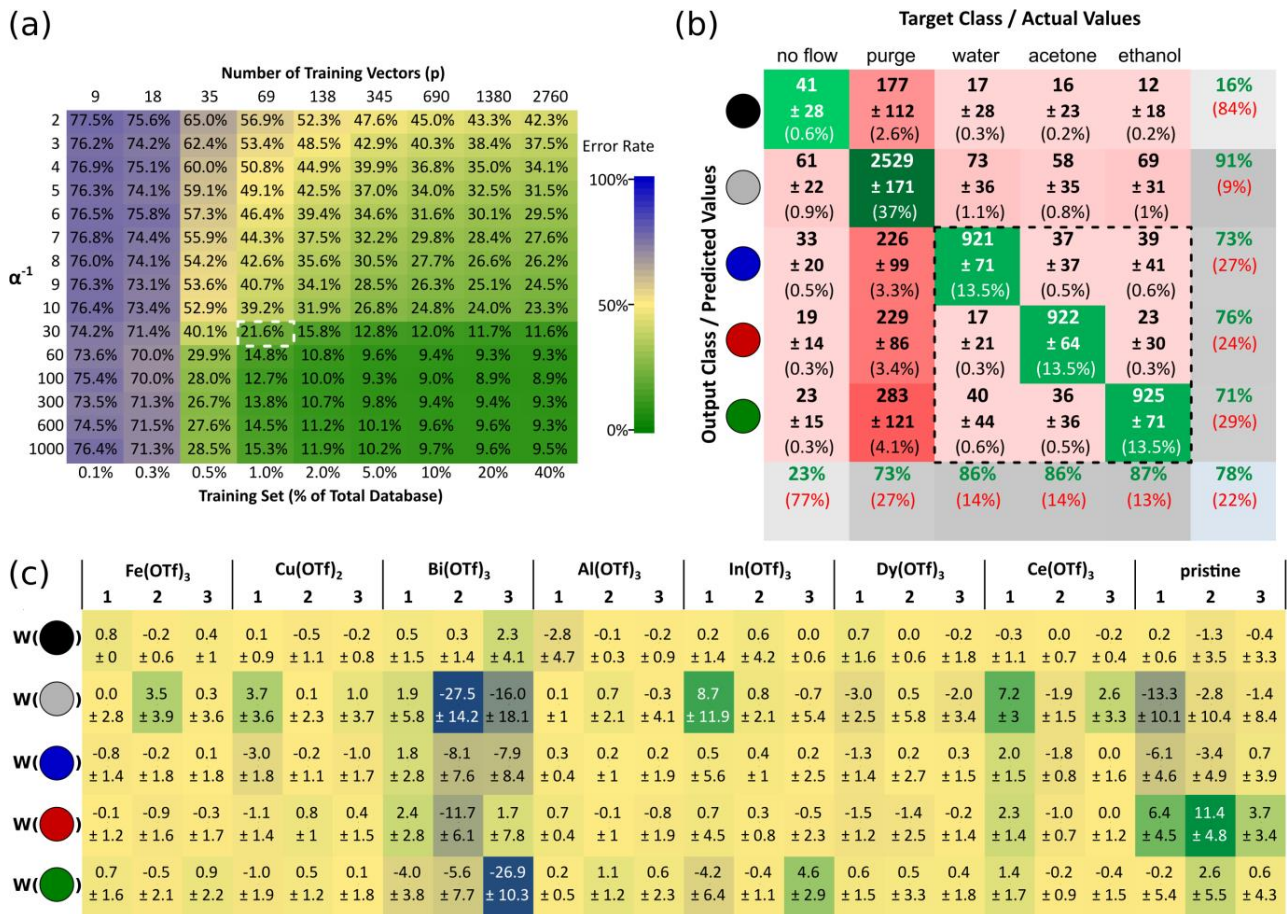 (a)
Number of Training Vectors (p)
9 18 35 69 138 345 690 1380 2760
2 77.5% 75.6% 65.0% 56.9% 52.3% 47.6% 45.0% 43.3% 42.3%
3 76.2% 74.2% 62.4% 53.4% 48.5% 42.9% 40.3% 38.4% 37.5%
4 76.9% 75.1% 60.0% 50.8% 44.9% 39.9% 36.8% 35.0% 34.1%
5 76.3% 74.1% 59.1% 49.1% 42.5% 37.0% 34.0% 32.5% 31.5%
6 76.5% 75.8% 57.3% 46.4% 39.4% 34.6% 31.6% 30.1% 29.5%
7 76.8% 74.4% 55.9% 44.3% 37.5% 32.2% 29.8% 28.4% 27.6%
8 76.0% 74.1% 54.2% 42.6% 35.6% 30.5% 27.7% 26.6% 26.2%
9 76.3% 73.1% 53.6% 40.7% 34.1% 28.5% 26.3% 25.1% 24.5%
10 76.4% 73.4% 52.9% 39.2% 31.9% 26.8% 24.8% 24.0% 23.3%
30 74.2% 71.4% 40.1% 21.6% 15.8% 12.8% 12.0% 11.7% 11.6%
60 73.6% 70.0% 29.9% 14.8% 10.8% 9.6% 9.4% 9.3% 9.3%
100 75.4% 70.0% 28.0% 12.7% 10.0% 9.3% 9.0% 8.9% 8.9%
300 73.5% 71.3% 26.7% 13.8% 10.7% 9.8% 9.4% 9.4% 9.3%
600 74.5% 71.5% 27.6% 14.5% 11.2% 10.1% 9.6% 9.6% 9.3%
1000 76.4% 71.3% 28.5% 15.3% 11.9% 10.2% 9.7% 9.6% 9.5%
0.1% 0.3% 0.5% 1.0% 2.0% 5.0% 10% 20% 40%
Training Set (% of Total Database)
α⁻¹
Error Rate
100%
50%
0%
(b)
Target Class / Actual Values
no flow purge water acetone ethanol
Output Class / Predicted Values
41 177 17 16 12 16%
± 28 ± 112 ± 28 ± 23 ± 18 (84%)
(0.6%) (2.6%) (0.3%) (0.2%) (0.2%)
61 2529 73 58 69 91%
± 22 ± 171 ± 36 ± 35 ± 31 (9%)
(0.9%) (37%) (1.1%) (0.8%) (1%)
33 226 921 37 39 73%
± 20 ± 99 ± 71 ± 37 ± 41 (27%)
(0.5%) (3.3%) (13.5%) (0.5%) (0.6%)
19 229 17 922 23 76%
± 14 ± 86 ± 21 ± 64 ± 30 (24%)
(0.3%) (3.4%) (0.3%) (13.5%) (0.3%)
23 283 40 36 925 71%
± 15 ± 121 ± 44 ± 36 ± 71 (29%)
(0.3%) (4.1%) (0.6%) (0.5%) (13.5%)
23% 73% 86% 86% 87% 78%
(77%) (27%) (14%) (14%) (13%) (22%)
(c)
Fe(OTf)₃ Cu(OTf)₂ Bi(OTf)₃ Al(OTf)₃ In(OTf)₃ Dy(OTf)₃ Ce(OTf)₃ pristine
1 2 3 1 2 3 1 2 3 1 2 3 1 2 3 1 2 3 1 2 3 1 2 3
W( ) 0.8 -0.2 0.4 0.1 -0.5 -0.2 0.5 0.3 2.3 -2.8 -0.1 -0.2 0.2 0.6 0.0 0.7 0.0 -0.2 -0.3 0.0 -0.2 0.2 -1.3 -0.4
± 0 ± 0.6 ± 1 ± 0.9 ± 1.1 ± 0.8 ± 1.5 ± 1.4 ± 4.1 ± 4.7 ± 0.3 ± 0.9 ± 1.4 ± 4.2 ± 0.6 ± 1.6 ± 0.6 ± 1.8 ± 1.1 ± 0.7 ± 0.4 ± 0.6 ± 3.5 ± 3.3
W( ) 0.0 3.5 0.3 3.7 0.1 1.0 1.9 -27.5 -16.0 0.1 0.7 -0.3 8.7 0.8 -0.7 -3.0 0.5 -2.0 7.2 -1.9 2.6 -13.3 -2.8 -1.4
± 2.8 ± 3.9 ± 3.6 ± 3.6 ± 2.3 ± 3.7 ± 5.8 ± 14.2 ± 18.1 ± 1 ± 2.1 ± 4.1 ± 11.9 ± 2.1 ± 5.4 ± 2.5 ± 5.8 ± 3.4 ± 3 ± 1.5 ± 3.3 ± 10.1 ± 10.4 ± 8.4
W( ) -0.8 -0.2 0.1 -3.0 -0.2 -1.0 1.8 -8.1 -7.9 0.3 0.2 0.2 0.5 0.4 0.2 -1.3 0.2 0.3 2.0 -1.8 0.0 -6.1 -3.4 0.7
± 1.4 ± 1.8 ± 1.8 ± 1.8 ± 1.1 ± 1.7 ± 2.8 ± 7.6 ± 8.4 ± 0.4 ± 1 ± 1.9 ± 5.6 ± 1 ± 2.5 ± 1.4 ± 2.7 ± 1.5 ± 1.5 ± 0.8 ± 1.6 ± 4.6 ± 4.9 ± 3.9
W( ) -0.1 -0.9 -0.3 -1.1 0.8 0.4 2.4 -11.7 1.7 0.7 -0.1 -0.8 0.7 0.3 -0.5 -1.5 -1.4 -0.2 2.3 -1.0 0.0 6.4 11.4 3.7
± 1.2 ± 1.6 ± 1.7 ± 1.4 ± 1 ± 1.5 ± 2.8 ± 6.1 ± 7.8 ± 0.4 ± 1 ± 1.9 ± 4.5 ± 0.8 ± 2.3 ± 1.2 ± 2.5 ± 1.4 ± 1.4 ± 0.7 ± 1.2 ± 4.5 ± 4.8 ± 3.4
W( ) 0.7 -0.5 0.9 -1.0 0.5 0.1 -4.0 -5.6 -26.9 0.2 1.1 0.6 -4.2 -0.4 4.6 0.6 0.5 0.4 1.4 -0.2 -0.4 -0.2 2.6 0.6
± 1.6 ± 2.1 ± 2.2 ± 1.9 ± 1.2 ± 1.8 ± 3.8 ± 7.7 ± 10.3 ± 0.5 ± 1.2 ± 2.3 ± 6.4 ± 1.1 ± 2.9 ± 1.5 ± 3.3 ± 1.8 ± 1.7 ± 0.9 ± 1.5 ± 5.4 ± 5.5 ± 4.3